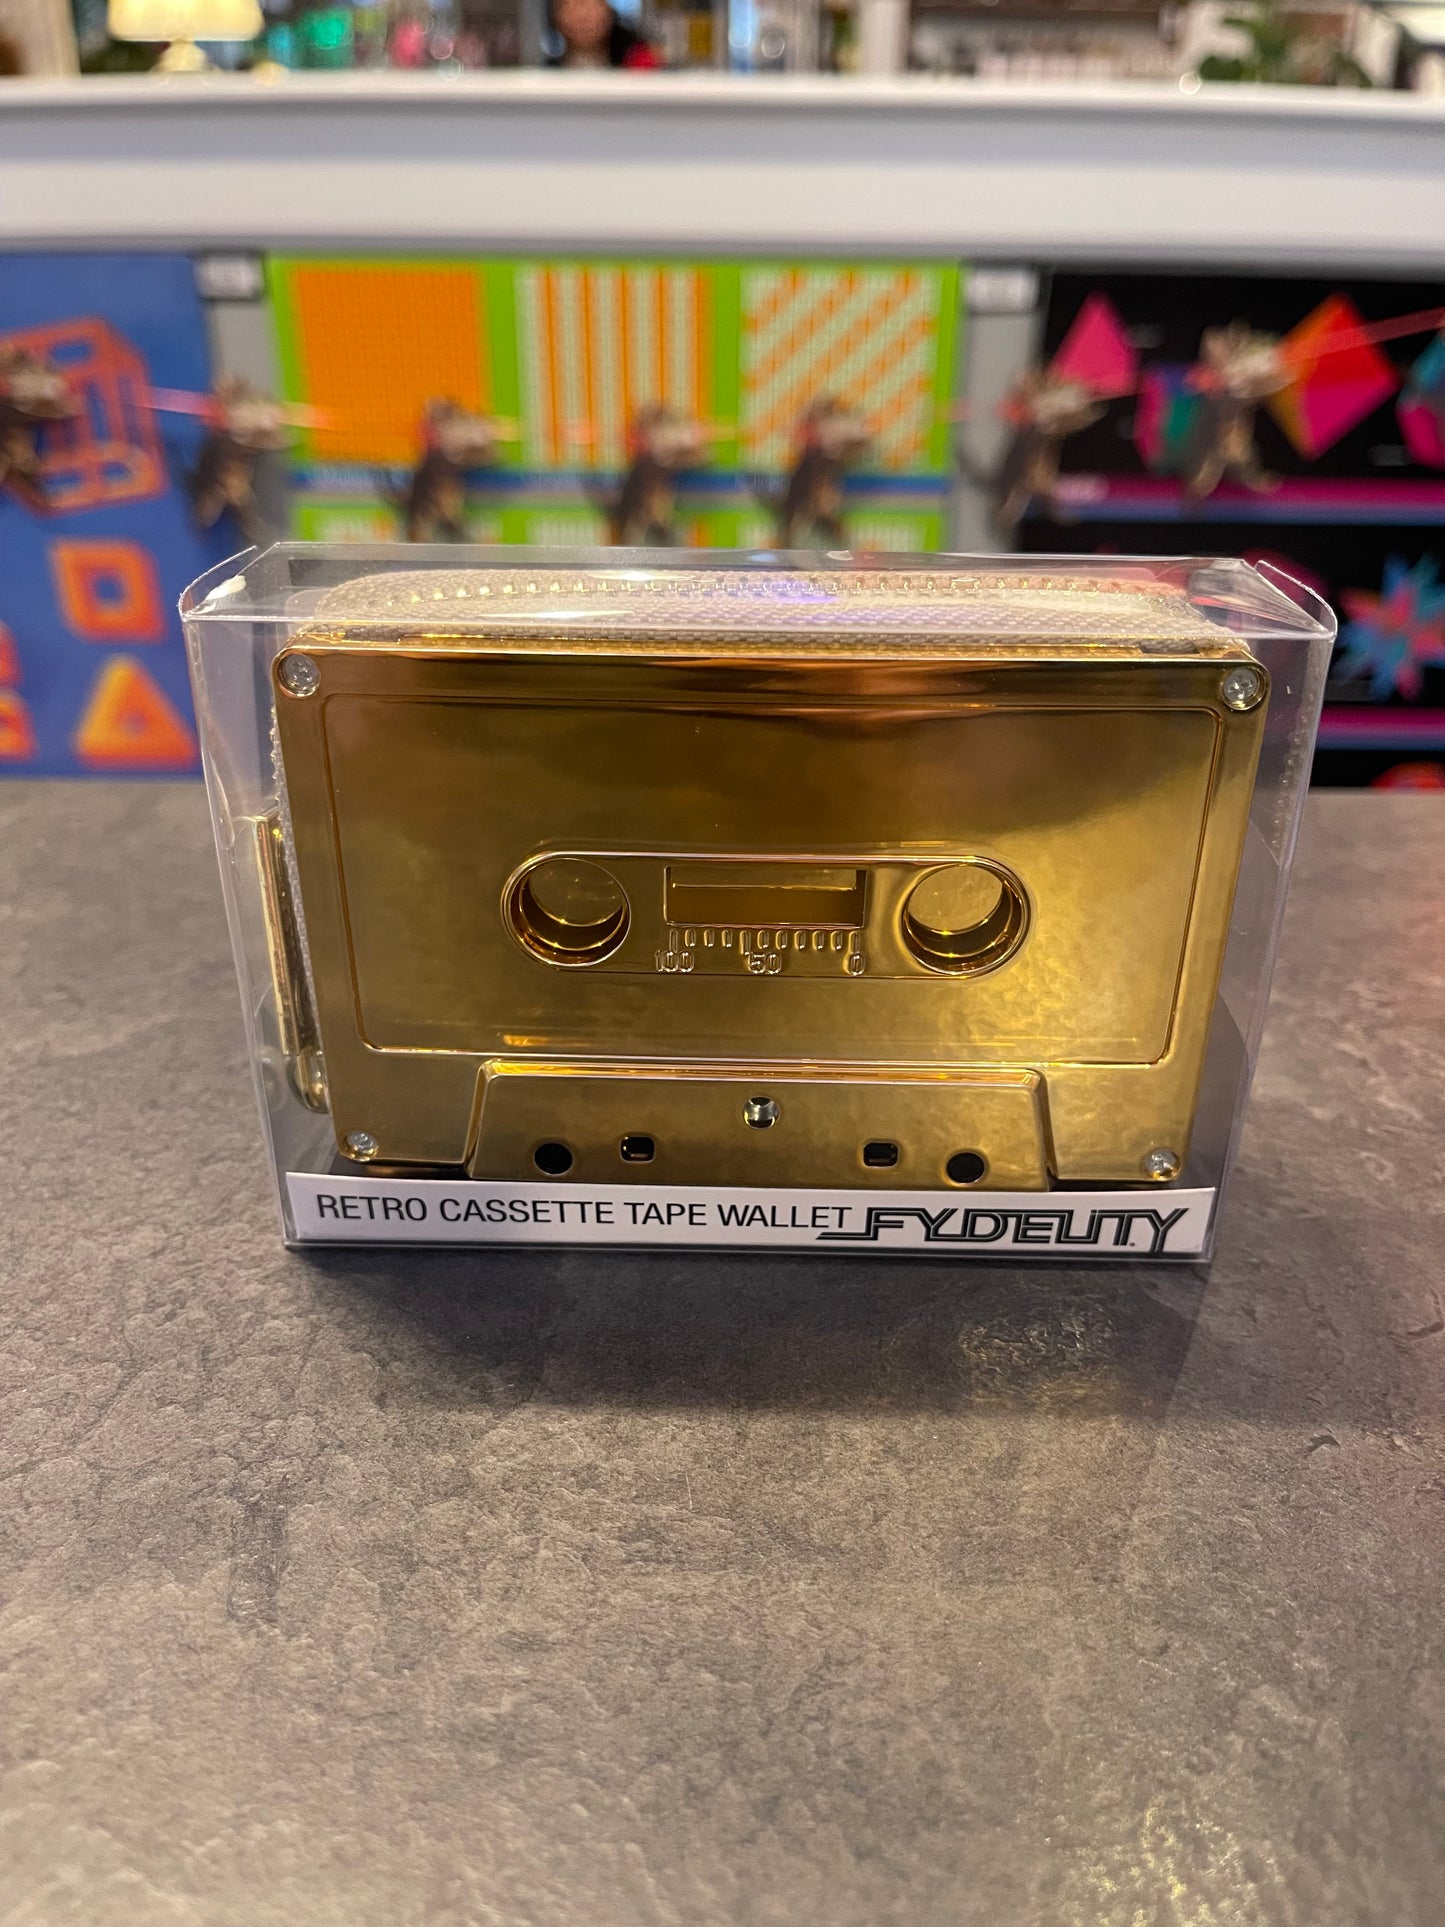 100 50 0
RETRO CASSETTE TAPE WALLET FYDELITY